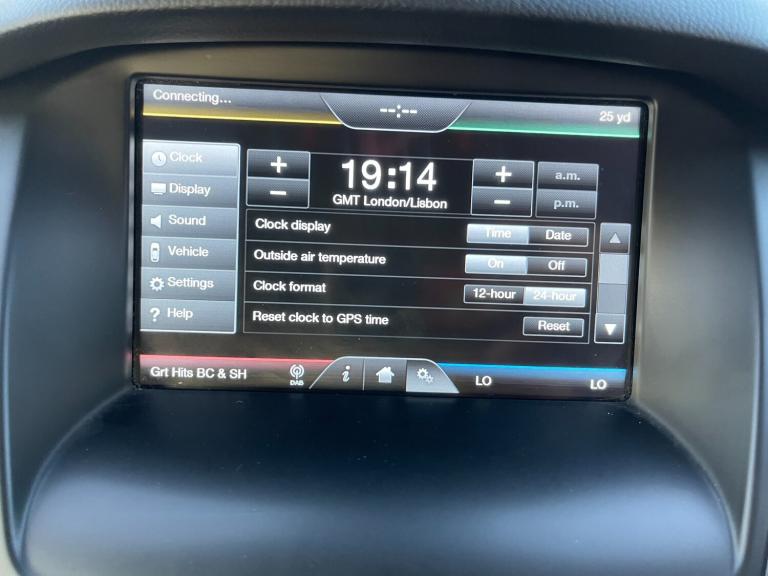 Connecting...
--:--
25 yd
Clock
Display
Sound
Vehicle
Settings
? Help
+
−
19:14
GMT London/Lisbon
+
−
a.m.
p.m.
Clock display
Time
Date
Outside air temperature
On
Off
Clock format
12-hour
24-hour
Reset clock to GPS time
Reset
Grt Hits BC & SH
DAB
i
LO
LO